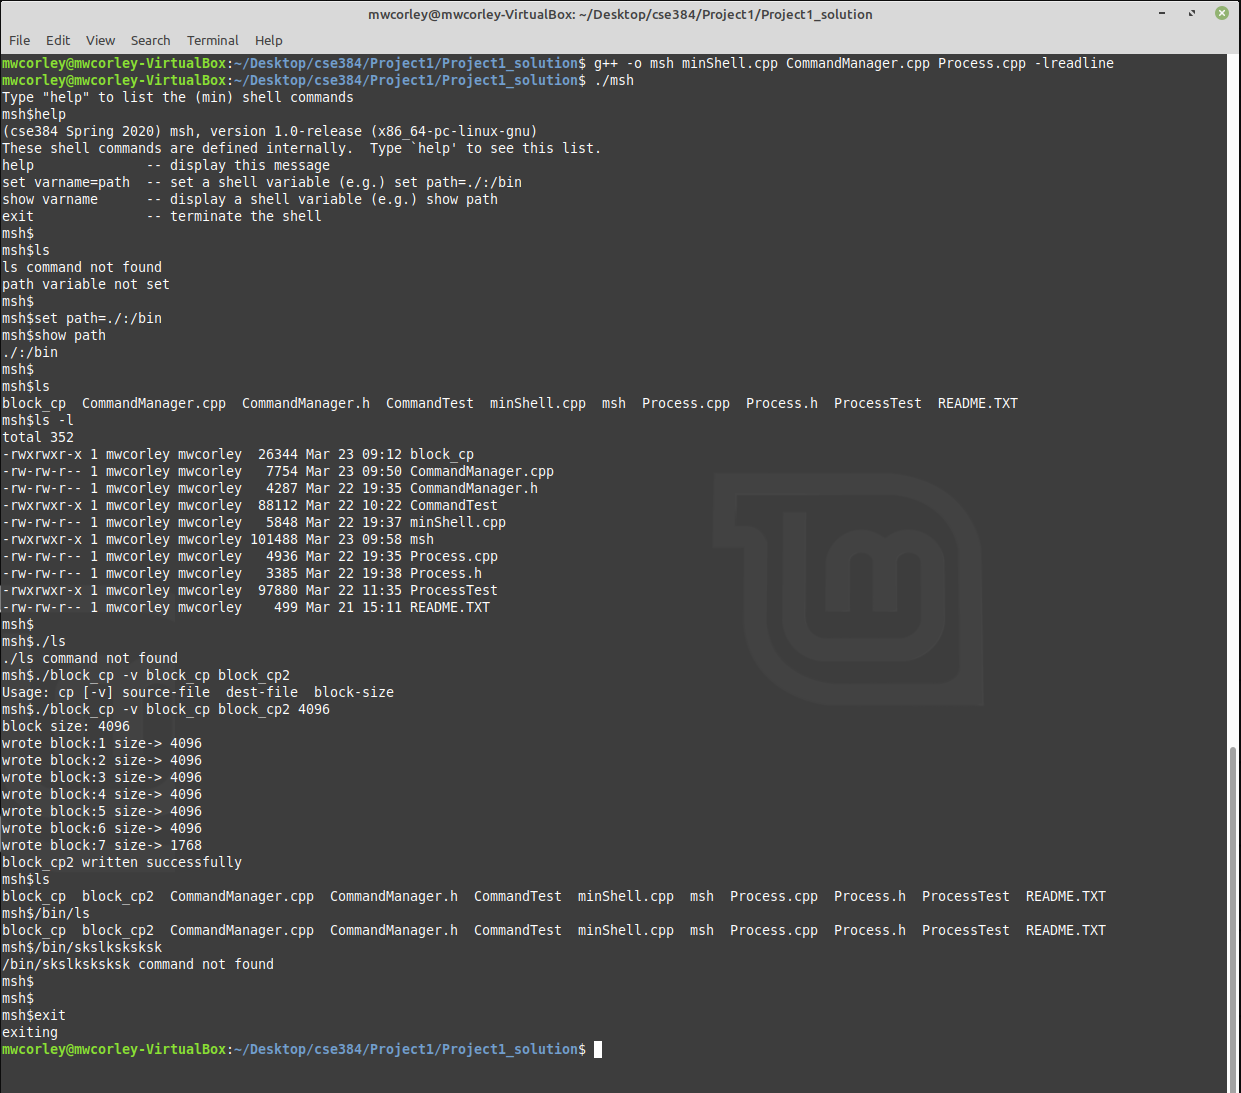 mwcorley@mwcorley-VirtualBox: ~/Desktop/cse384/Project1/Project1_solution
File Edit View Search Terminal Help
mwcorley@mwcorley-VirtualBox:~/Desktop/cse384/Project1/Project1_solution$ g++ -o msh minShell.cpp CommandManager.cpp Process.cpp -lreadline
mwcorley@mwcorley-VirtualBox:~/Desktop/cse384/Project1/Project1_solution$ ./msh
Type "help" to list the (min) shell commands
msh$help
(cse384 Spring 2020) msh, version 1.0-release (x86_64-pc-linux-gnu)
These shell commands are defined internally.  Type `help' to see this list.
help              -- display this message
set varname=path  -- set a shell variable (e.g.) set path=./:/bin
show varname      -- display a shell variable (e.g.) show path
exit              -- terminate the shell
msh$
msh$ls
ls command not found
path variable not set
msh$
msh$set path=./:/bin
msh$show path
./:/bin
msh$
msh$ls
block_cp  CommandManager.cpp  CommandManager.h  CommandTest  minShell.cpp  msh  Process.cpp  Process.h  ProcessTest  README.TXT
msh$ls -l
total 352
-rwxrwxr-x 1 mwcorley mwcorley  26344 Mar 23 09:12 block_cp
-rw-rw-r-- 1 mwcorley mwcorley   7754 Mar 23 09:50 CommandManager.cpp
-rw-rw-r-- 1 mwcorley mwcorley   4287 Mar 22 19:35 CommandManager.h
-rwxrwxr-x 1 mwcorley mwcorley  88112 Mar 22 10:22 CommandTest
-rw-rw-r-- 1 mwcorley mwcorley   5848 Mar 22 19:37 minShell.cpp
-rwxrwxr-x 1 mwcorley mwcorley 101488 Mar 23 09:58 msh
-rw-rw-r-- 1 mwcorley mwcorley   4936 Mar 22 19:35 Process.cpp
-rw-rw-r-- 1 mwcorley mwcorley   3385 Mar 22 19:38 Process.h
-rwxrwxr-x 1 mwcorley mwcorley  97880 Mar 22 11:35 ProcessTest
-rw-rw-r-- 1 mwcorley mwcorley    499 Mar 21 15:11 README.TXT
msh$
msh$./ls
./ls command not found
msh$./block_cp -v block_cp block_cp2
Usage: cp [-v] source-file  dest-file  block-size
msh$./block_cp -v block_cp block_cp2 4096
block size: 4096
wrote block:1 size-> 4096
wrote block:2 size-> 4096
wrote block:3 size-> 4096
wrote block:4 size-> 4096
wrote block:5 size-> 4096
wrote block:6 size-> 4096
wrote block:7 size-> 1768
block_cp2 written successfully
msh$ls
block_cp  block_cp2  CommandManager.cpp  CommandManager.h  CommandTest  minShell.cpp  msh  Process.cpp  Process.h  ProcessTest  README.TXT
msh$/bin/ls
block_cp  block_cp2  CommandManager.cpp  CommandManager.h  CommandTest  minShell.cpp  msh  Process.cpp  Process.h  ProcessTest  README.TXT
msh$/bin/skslksksksk
/bin/skslksksksk command not found
msh$
msh$
msh$exit
exiting
mwcorley@mwcorley-VirtualBox:~/Desktop/cse384/Project1/Project1_solution$